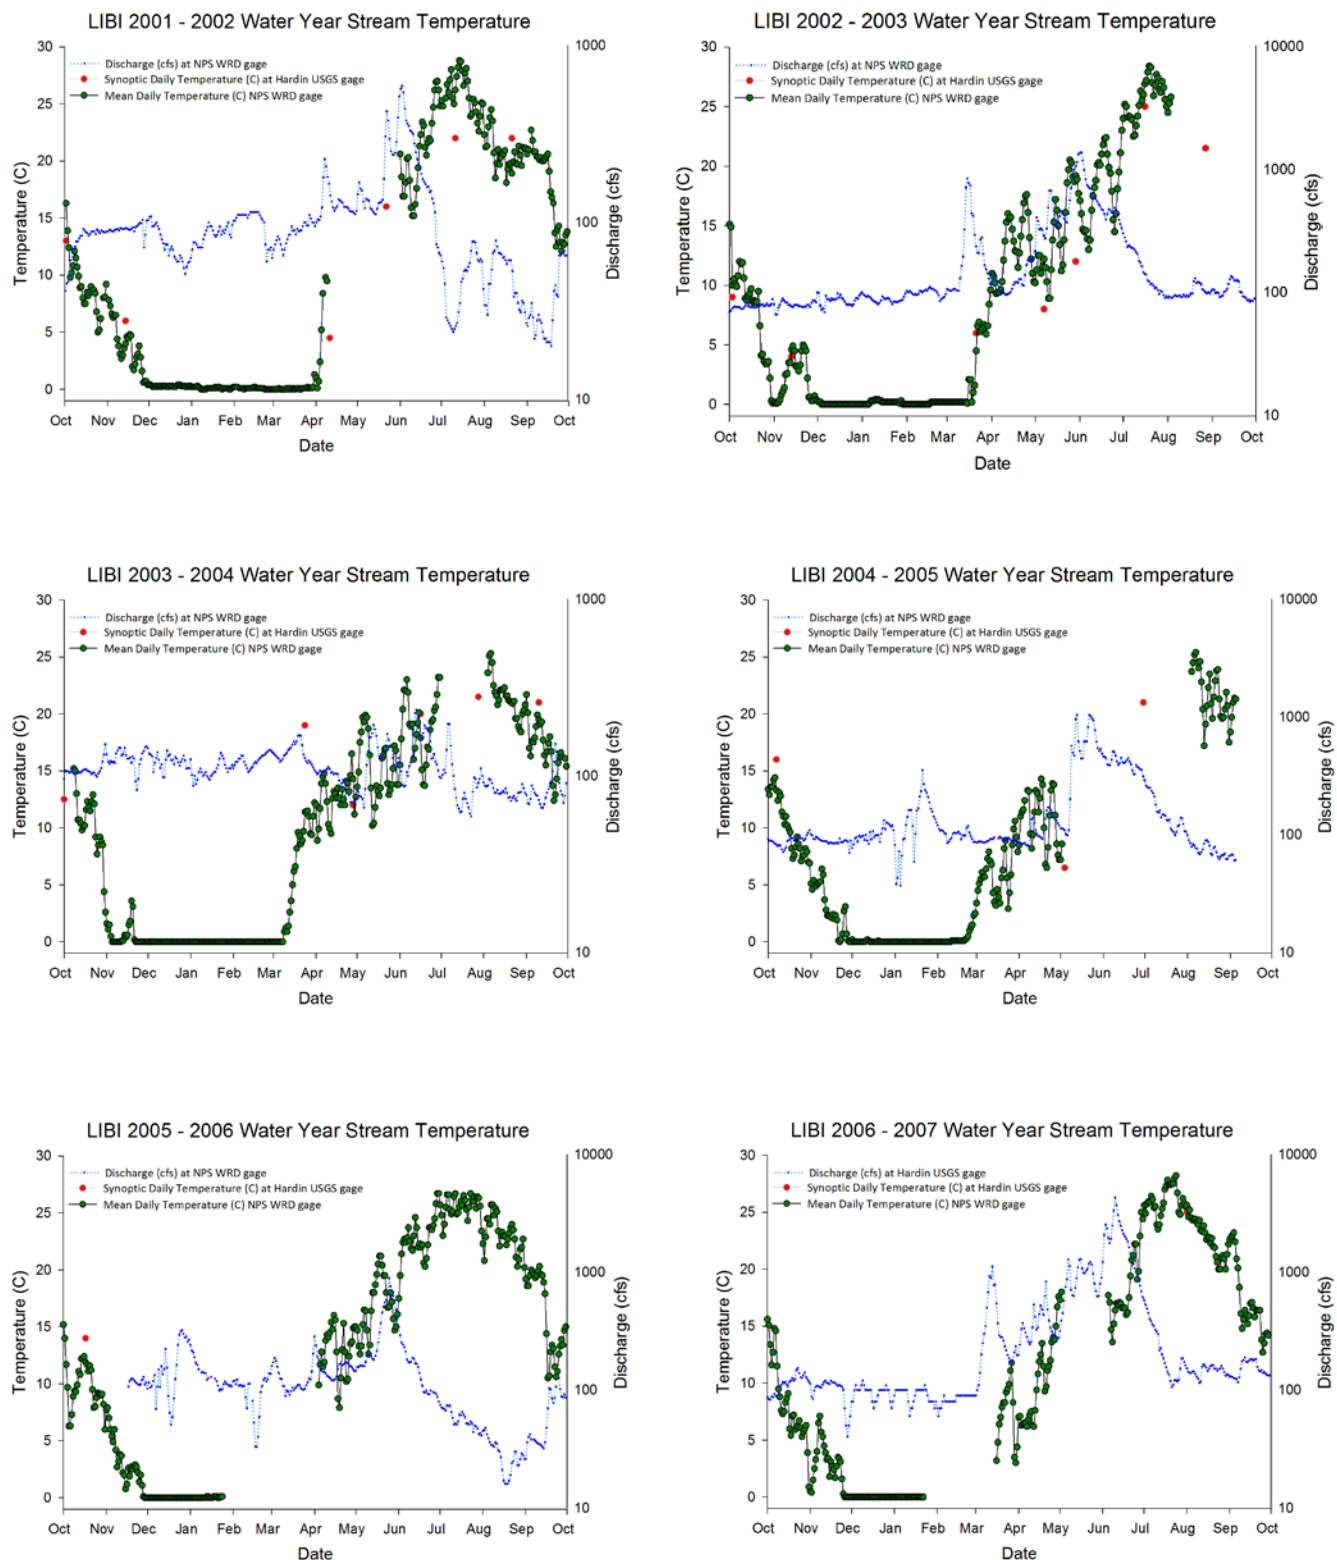 LIBI 2001 - 2002 Water Year Stream Temperature
Discharge (cfs) at NPS WRD gage
Synoptic Daily Temperature (C) at Hardin USGS gage
Mean Daily Temperature (C) NPS WRD gage
Temperature (C)
30
25
20
15
10
5
0
1000
100
10
Discharge (cfs)
Oct Nov Dec Jan Feb Mar Apr May Jun Jul Aug Sep Oct
Date
LIBI 2002 - 2003 Water Year Stream Temperature
Discharge (cfs) at NPS WRD gage
Synoptic Daily Temperature (C) at Hardin USGS gage
Mean Daily Temperature (C) NPS WRD gage
Temperature (C)
30
25
20
15
10
5
0
10000
1000
100
10
Discharge (cfs)
Oct Nov Dec Jan Feb Mar Apr May Jun Jul Aug Sep Oct
Date
LIBI 2003 - 2004 Water Year Stream Temperature
Discharge (cfs) at NPS WRD gage
Synoptic Daily Temperature (C) at Hardin USGS gage
Mean Daily Temperature (C) NPS WRD gage
Temperature (C)
30
25
20
15
10
5
0
1000
100
10
Discharge (cfs)
Oct Nov Dec Jan Feb Mar Apr May Jun Jul Aug Sep Oct
Date
LIBI 2004 - 2005 Water Year Stream Temperature
Discharge (cfs) at NPS WRD gage
Synoptic Daily Temperature (C) at Hardin USGS gage
Mean Daily Temperature (C) NPS WRD gage
Temperature (C)
30
25
20
15
10
5
0
10000
1000
100
10
Discharge (cfs)
Oct Nov Dec Jan Feb Mar Apr May Jun Jul Aug Sep Oct
Date
LIBI 2005 - 2006 Water Year Stream Temperature
Discharge (cfs) at NPS WRD gage
Synoptic Daily Temperature (C) at Hardin USGS gage
Mean Daily Temperature (C) NPS WRD gage
Temperature (C)
30
25
20
15
10
5
0
10000
1000
100
10
Discharge (cfs)
Oct Nov Dec Jan Feb Mar Apr May Jun Jul Aug Sep Oct
Date
LIBI 2006 - 2007 Water Year Stream Temperature
Discharge (cfs) at Hardin USGS gage
Synoptic Daily Temperature (C) at Hardin USGS gage
Mean Daily Temperature (C) NPS WRD gage
Temperature (C)
30
25
20
15
10
5
0
10000
1000
100
10
Discharge (cfs)
Oct Nov Dec Jan Feb Mar Apr May Jun Jul Aug Sep Oct
Date